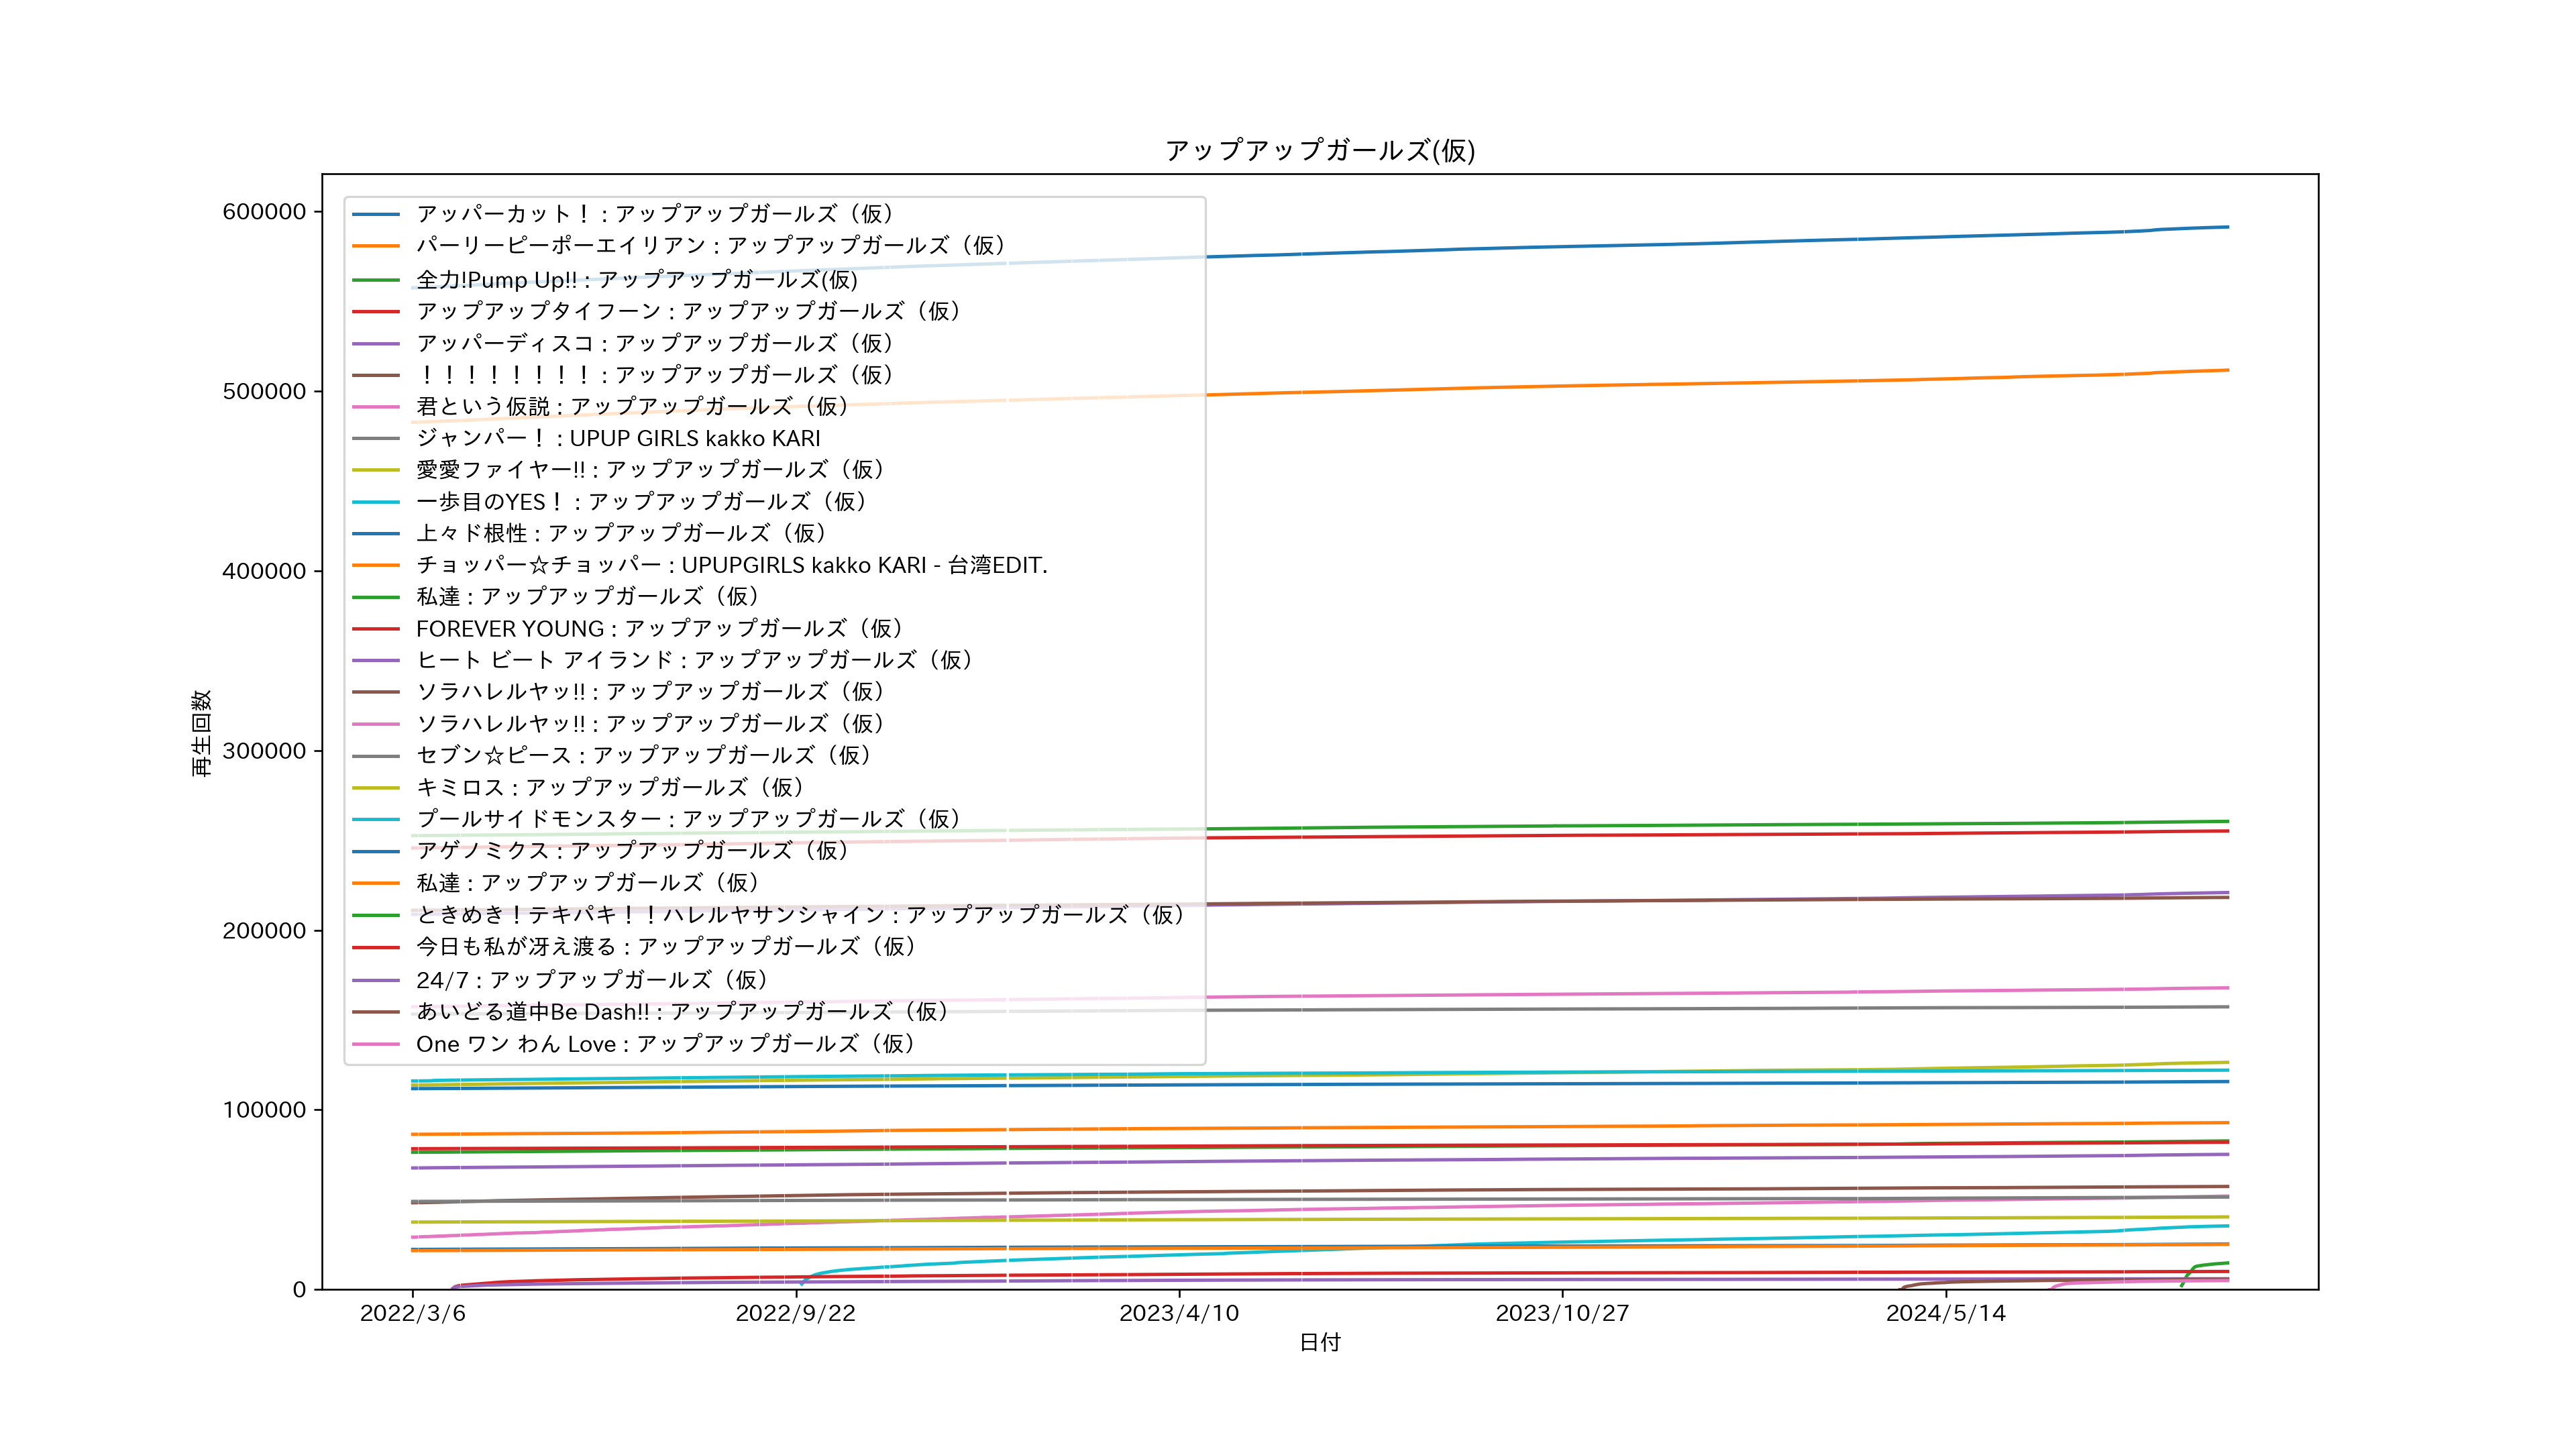 アップアップガールズ(仮)
600000
500000
400000
300000
200000
100000
0
再生回数
アッパーカット！ : アップアップガールズ（仮）
パーリーピーポーエイリアン : アップアップガールズ（仮）
全力!Pump Up!! : アップアップガールズ(仮)
アップアップタイフーン : アップアップガールズ（仮）
アッパーディスコ : アップアップガールズ（仮）
！！！！！！！！ : アップアップガールズ（仮）
君という仮説 : アップアップガールズ（仮）
ジャンパー！ : UPUP GIRLS kakko KARI
愛愛ファイヤー!! : アップアップガールズ（仮）
一歩目のYES！ : アップアップガールズ（仮）
上々ド根性 : アップアップガールズ（仮）
チョッパー☆チョッパー : UPUPGIRLS kakko KARI - 台湾EDIT.
私達 : アップアップガールズ（仮）
FOREVER YOUNG : アップアップガールズ（仮）
ヒート ビート アイランド : アップアップガールズ（仮）
ソラハレルヤッ!! : アップアップガールズ（仮）
ソラハレルヤッ!! : アップアップガールズ（仮）
セブン☆ピース : アップアップガールズ（仮）
キミロス : アップアップガールズ（仮）
プールサイドモンスター : アップアップガールズ（仮）
アゲノミクス : アップアップガールズ（仮）
私達 : アップアップガールズ（仮）
ときめき！テキパキ！！ハレルヤサンシャイン : アップアップガールズ（仮）
今日も私が冴え渡る : アップアップガールズ（仮）
24/7 : アップアップガールズ（仮）
あいどる道中Be Dash!! : アップアップガールズ（仮）
One ワン わん Love : アップアップガールズ（仮）
2022/3/6
2022/9/22
2023/4/10
2023/10/27
2024/5/14
日付